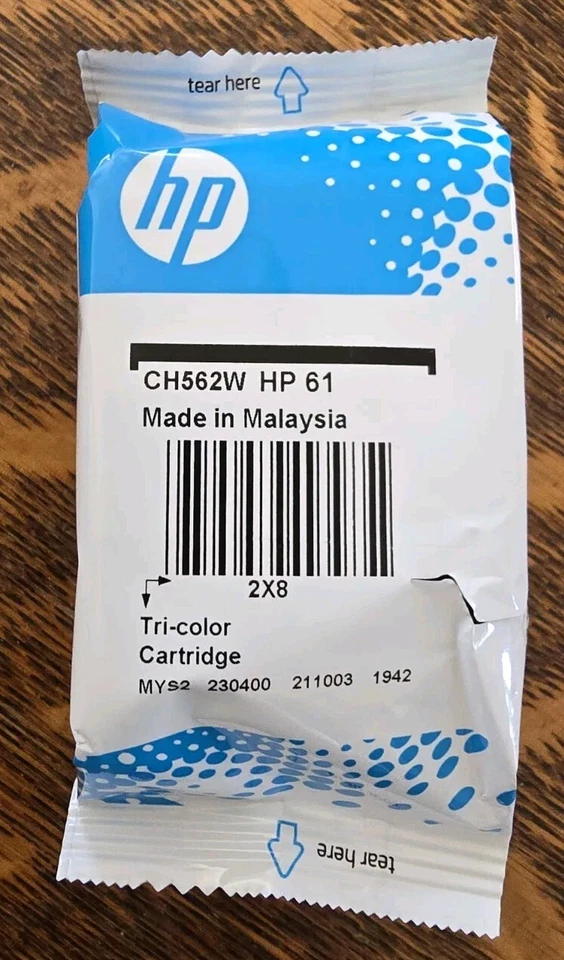 tear here
hp
CH562W HP 61
Made in Malaysia
2X8
Tri-color
Cartridge
MYS2 230400 211003 1942
tear here